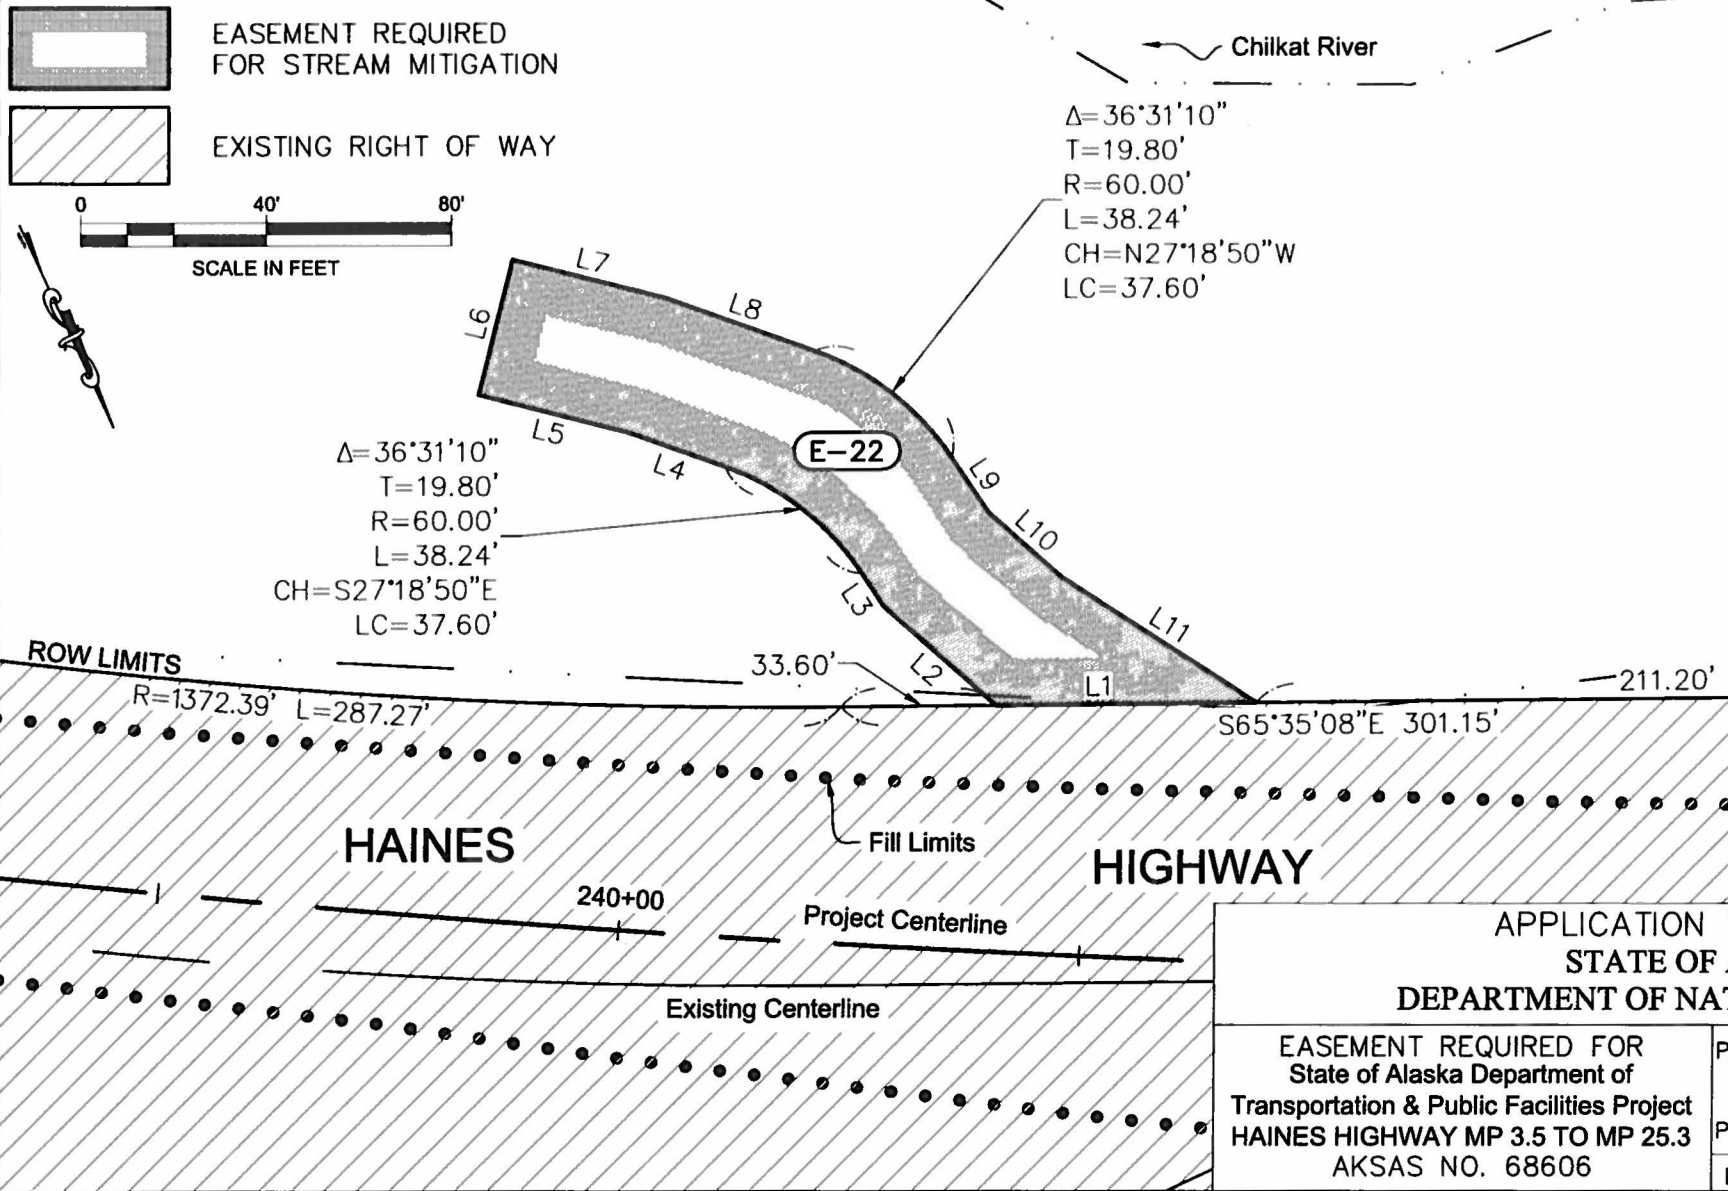 EASEMENT REQUIRED
FOR STREAM MITIGATION
EXISTING RIGHT OF WAY
0 40' 80'
SCALE IN FEET
Chilkat River
Δ=36°31'10"
T=19.80'
R=60.00'
L=38.24'
CH=N27°18'50"W
LC=37.60'
L7
L8
L6
L5
L4
E-22
L9
L10
L3
L11
L2
L1
Δ=36°31'10"
T=19.80'
R=60.00'
L=38.24'
CH=S27°18'50"E
LC=37.60'
ROW LIMITS
33.60'
211.20'
R=1372.39' L=287.27'
S65°35'08"E 301.15'
Fill Limits
HAINES HIGHWAY
240+00
Project Centerline
Existing Centerline
APPLICATION
STATE OF
DEPARTMENT OF
EASEMENT REQUIRED FOR
State of Alaska Department of
Transportation & Public Facilities Project
HAINES HIGHWAY MP 3.5 TO MP 25.3
AKSAS NO. 68606